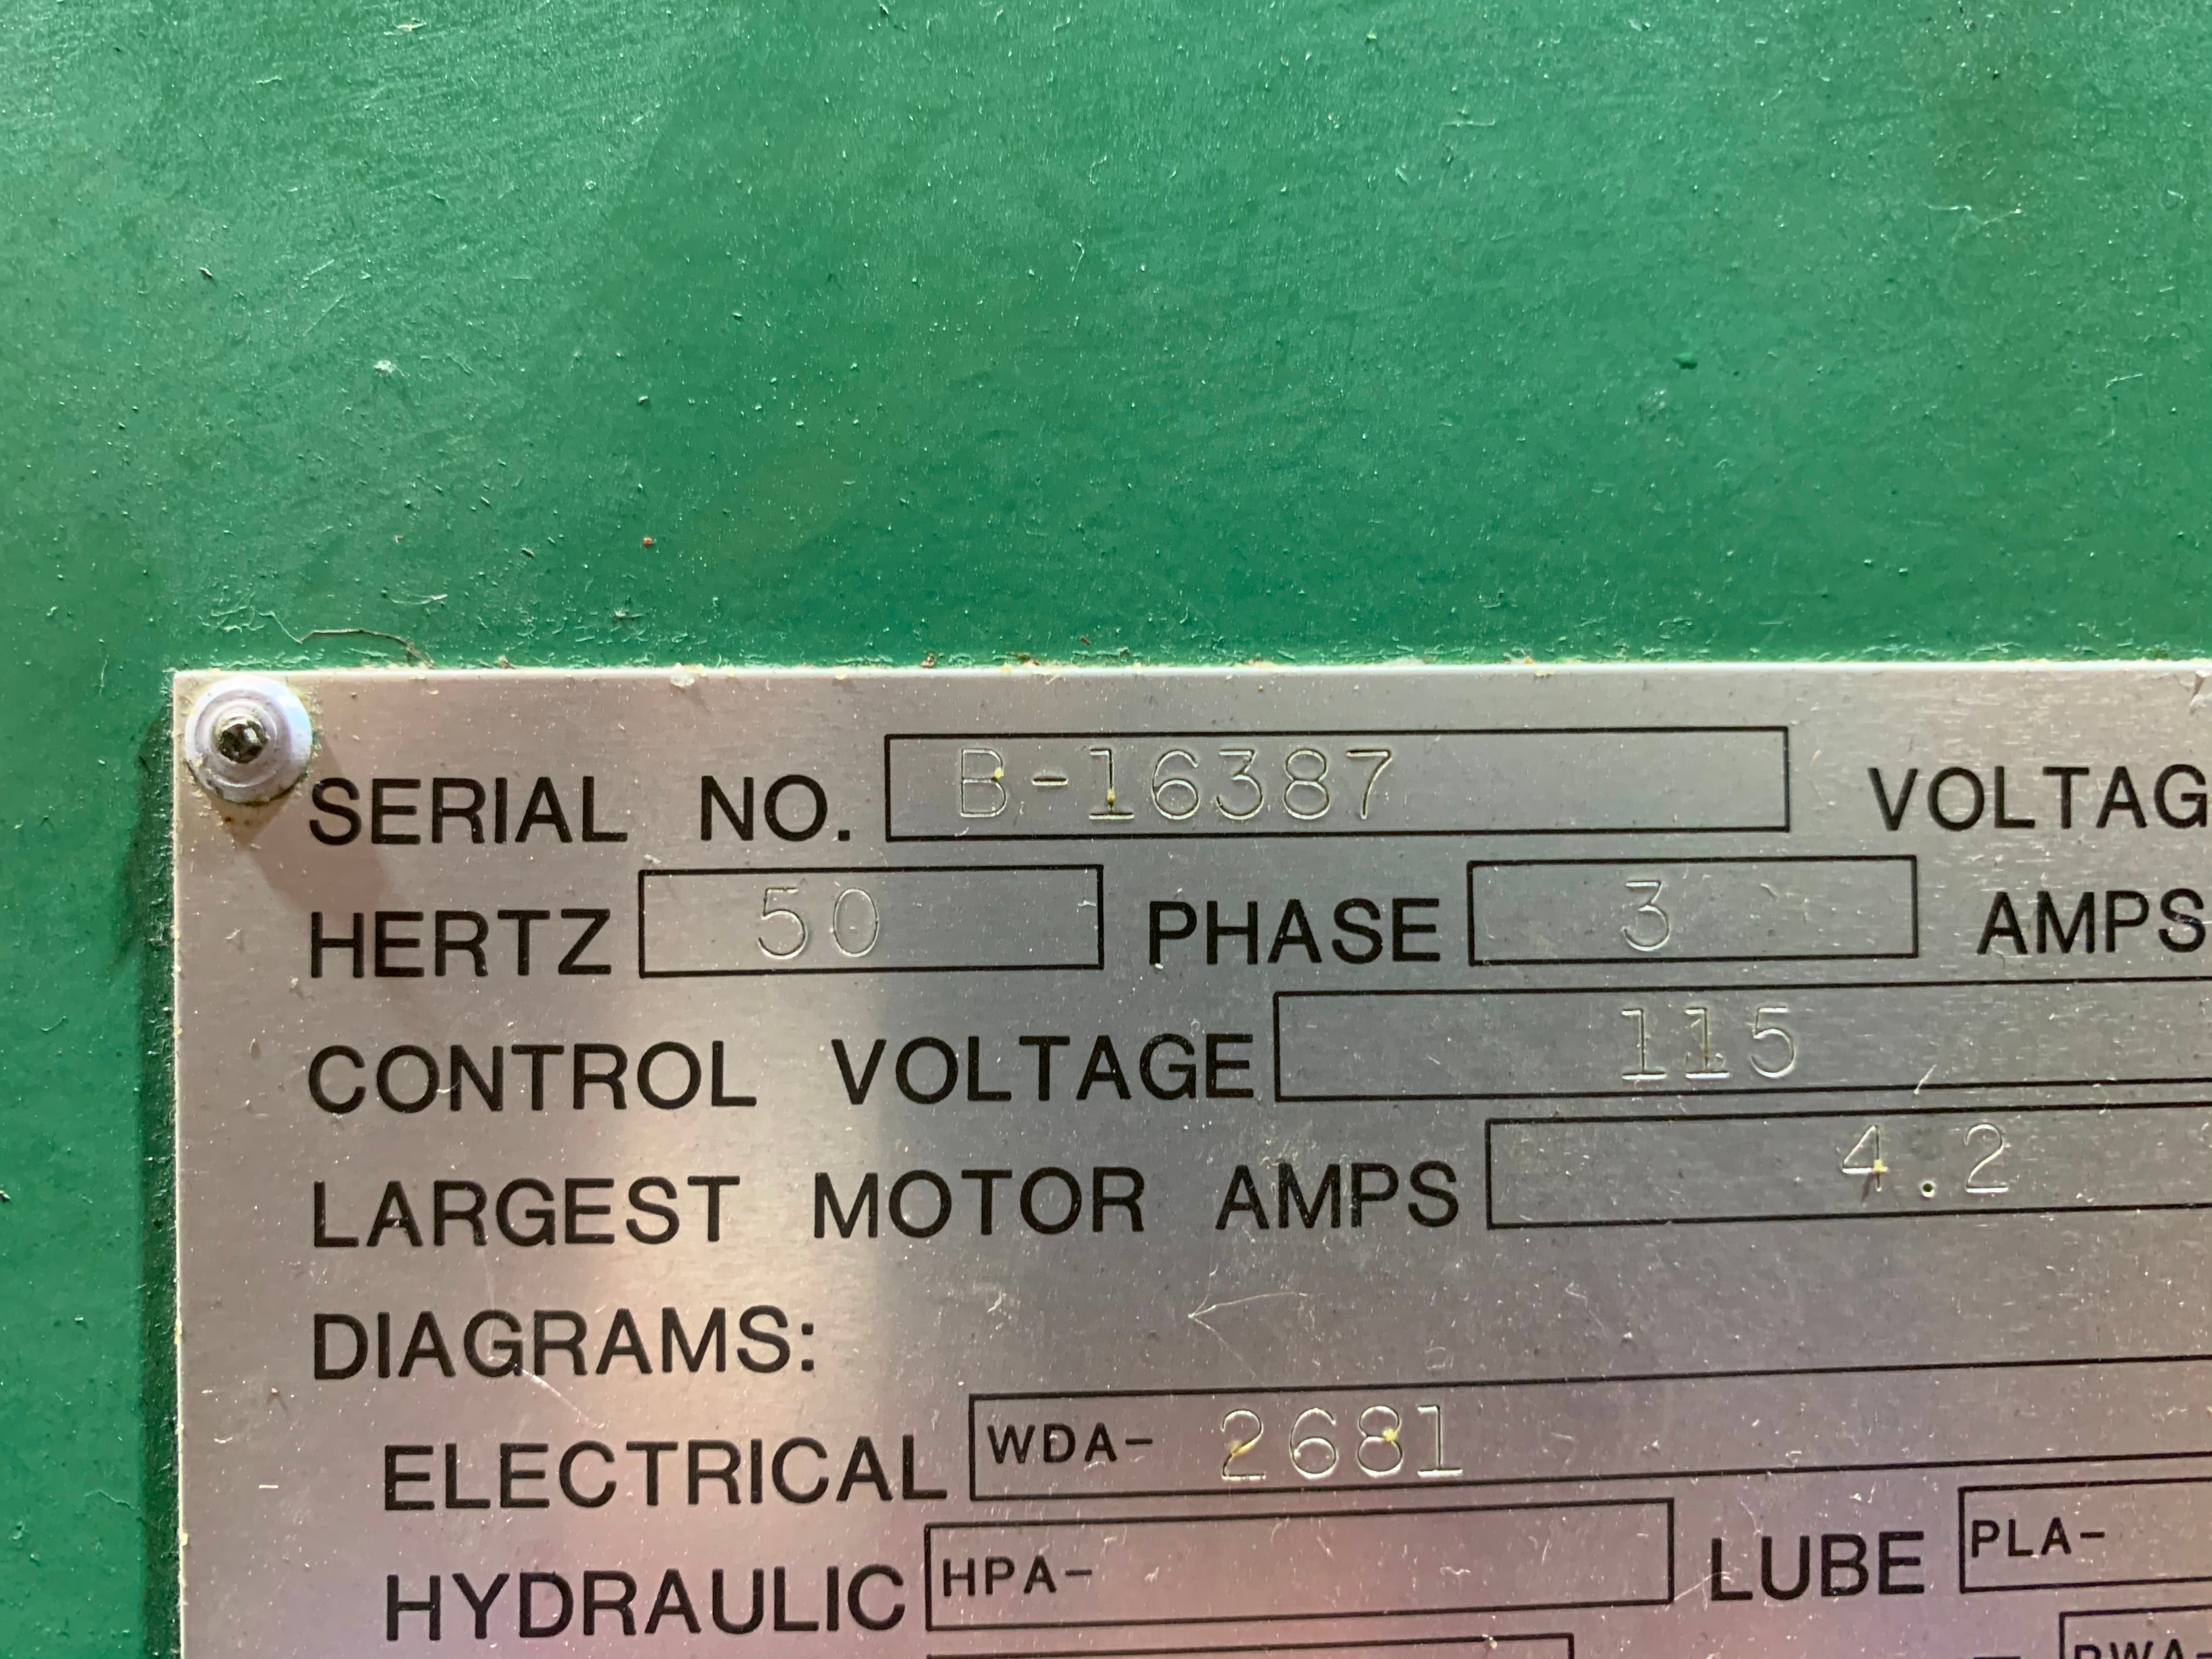 SERIAL NO. B-16387 VOLTAG
HERTZ 50 PHASE 3 AMPS
CONTROL VOLTAGE 115
LARGEST MOTOR AMPS 4.2
DIAGRAMS:
ELECTRICAL WDA- 2681
HYDRAULIC HPA- LUBE PLA-